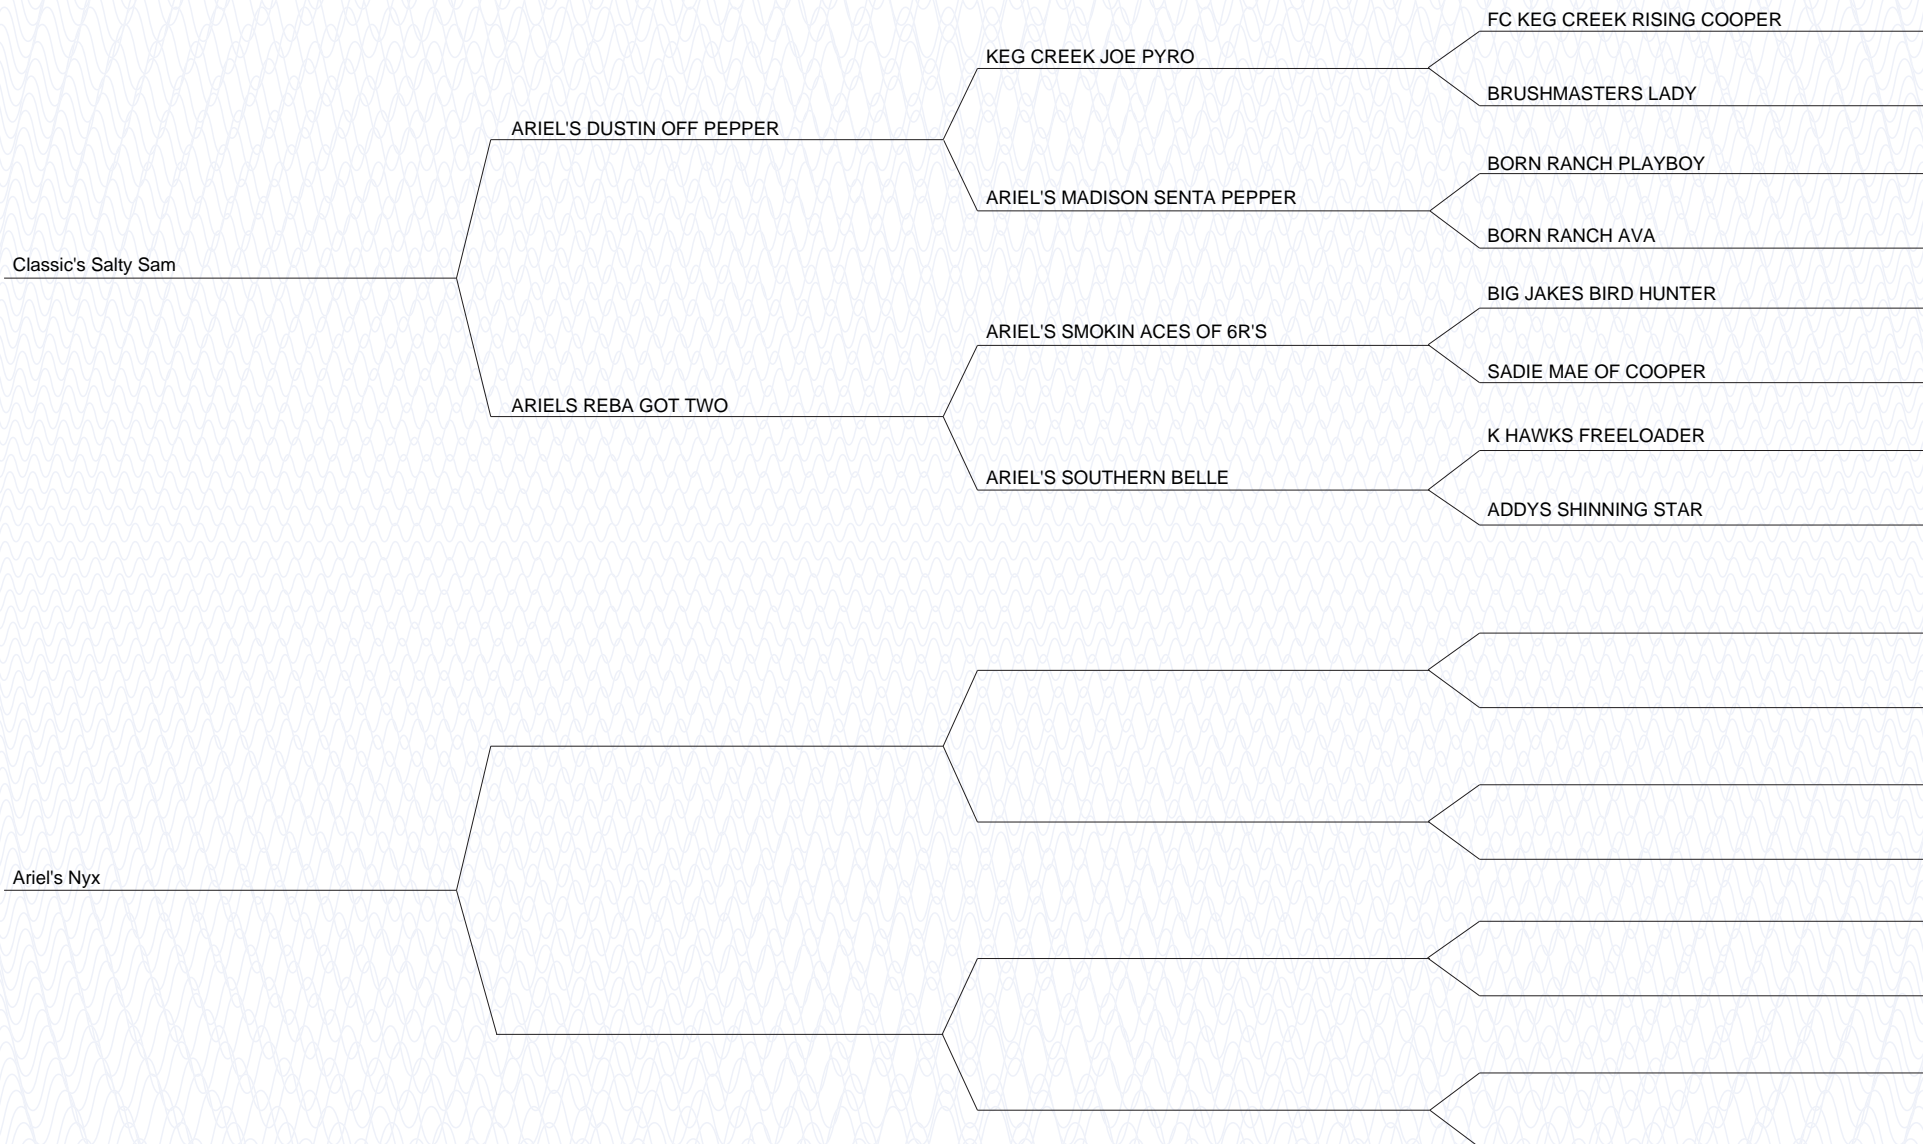 FC KEG CREEK RISING COOPER
KEG CREEK JOE PYRO
BRUSHMASTERS LADY
ARIEL'S DUSTIN OFF PEPPER
BORN RANCH PLAYBOY
ARIEL'S MADISON SENTA PEPPER
BORN RANCH AVA
Classic's Salty Sam
BIG JAKES BIRD HUNTER
ARIEL'S SMOKIN ACES OF 6R'S
SADIE MAE OF COOPER
ARIELS REBA GOT TWO
K HAWKS FREELOADER
ARIEL'S SOUTHERN BELLE
ADDYS SHINNING STAR
Ariel's Nyx